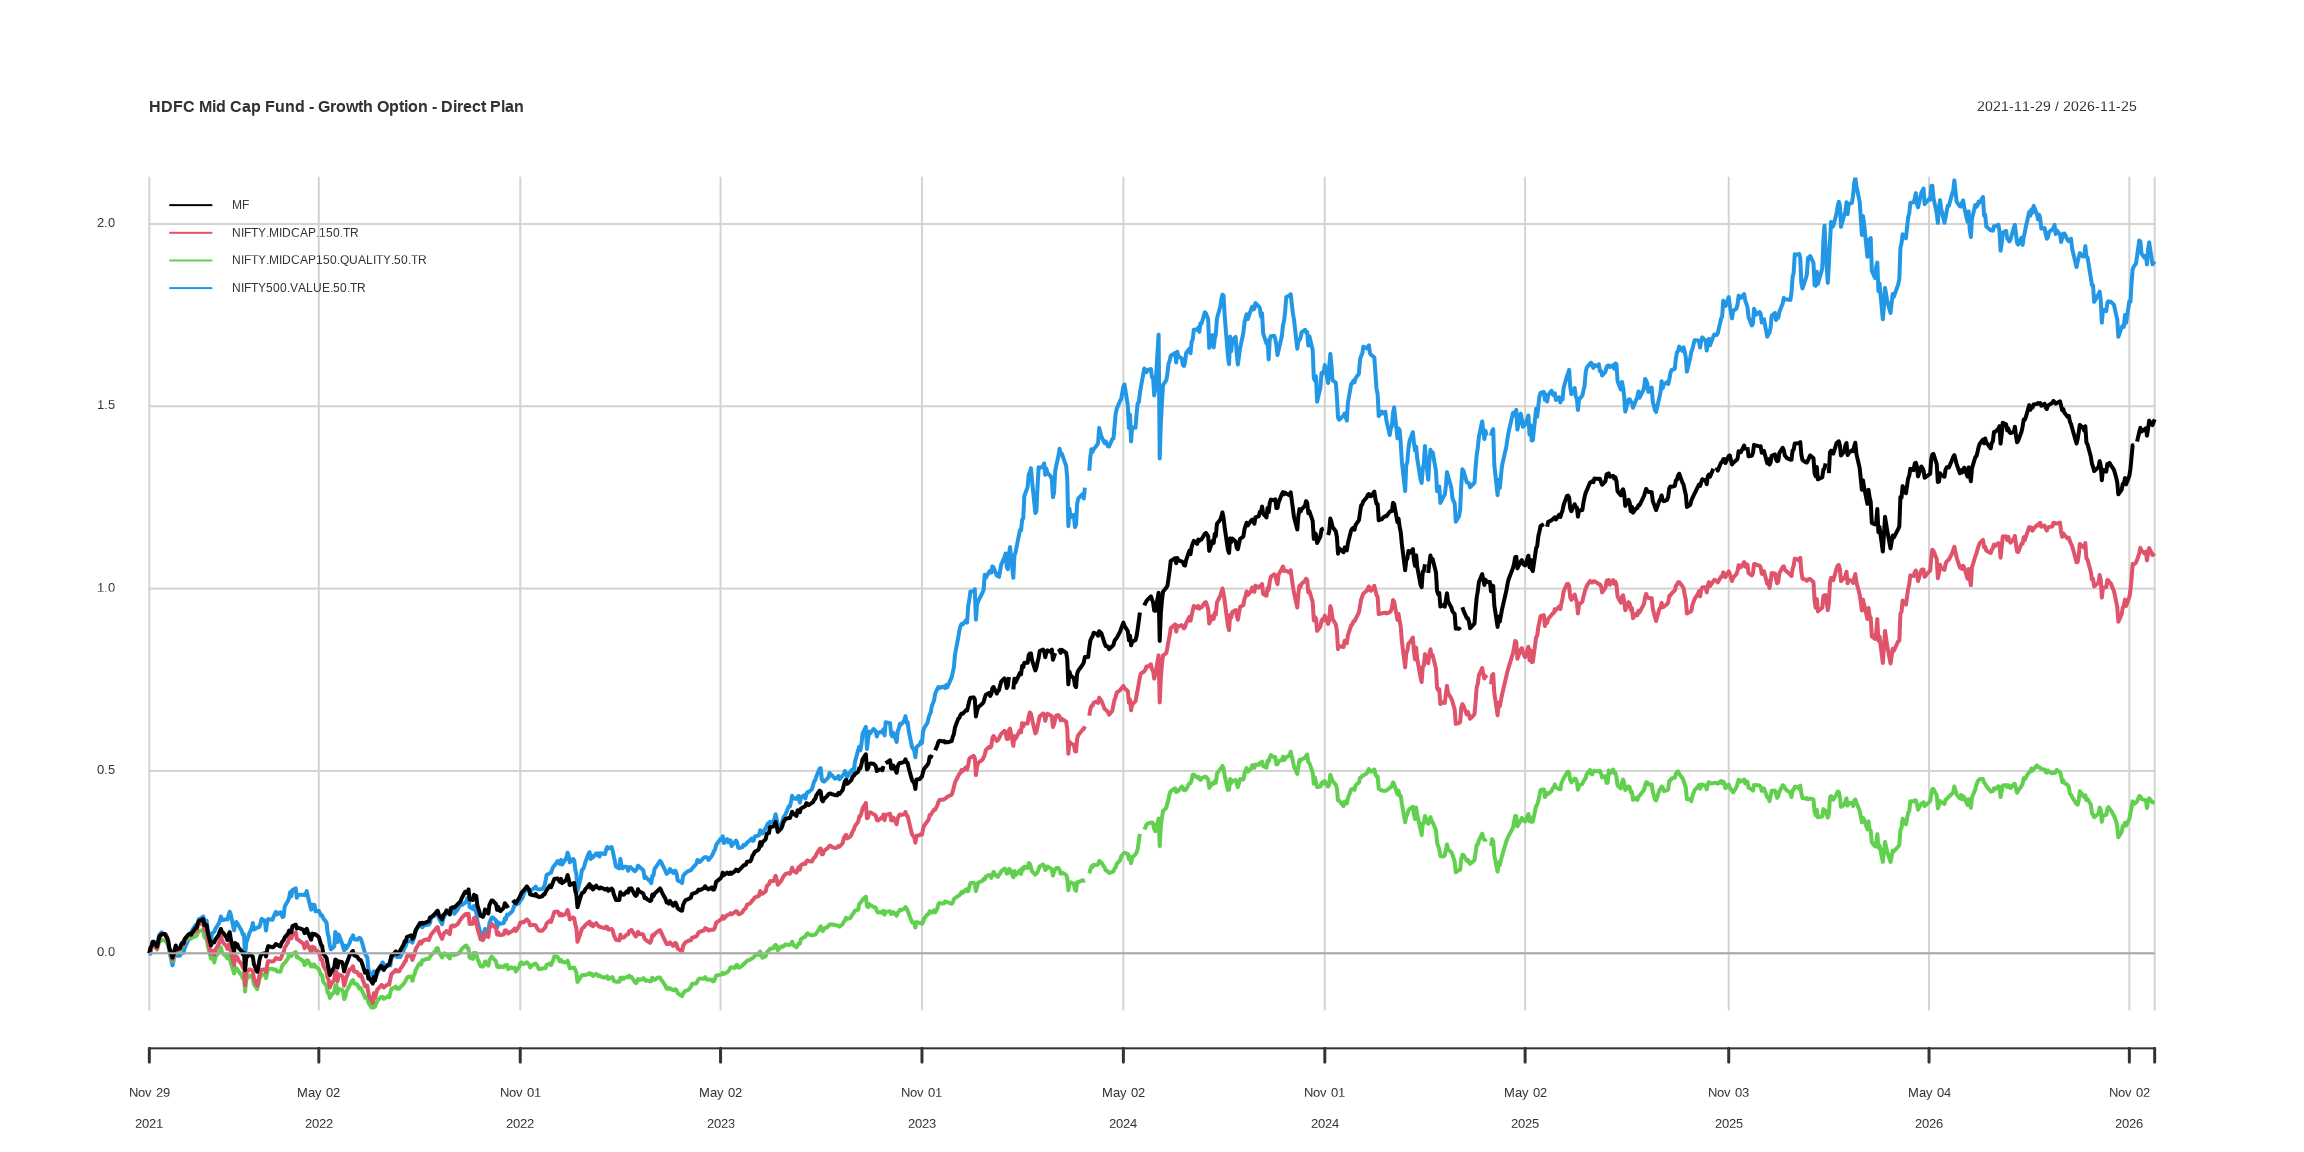 HDFC Mid Cap Fund - Growth Option - Direct Plan
2021-11-29 / 2026-11-25
MF
NIFTY.MIDCAP.150.TR
NIFTY.MIDCAP150.QUALITY.50.TR
NIFTY500.VALUE.50.TR
2.0
1.5
1.0
0.5
0.0
Nov 29 May 02 Nov 01 May 02 Nov 01 May 02 Nov 01 May 02 Nov 03 May 04 Nov 02
2021 2022 2022 2023 2023 2024 2024 2025 2025 2026 2026